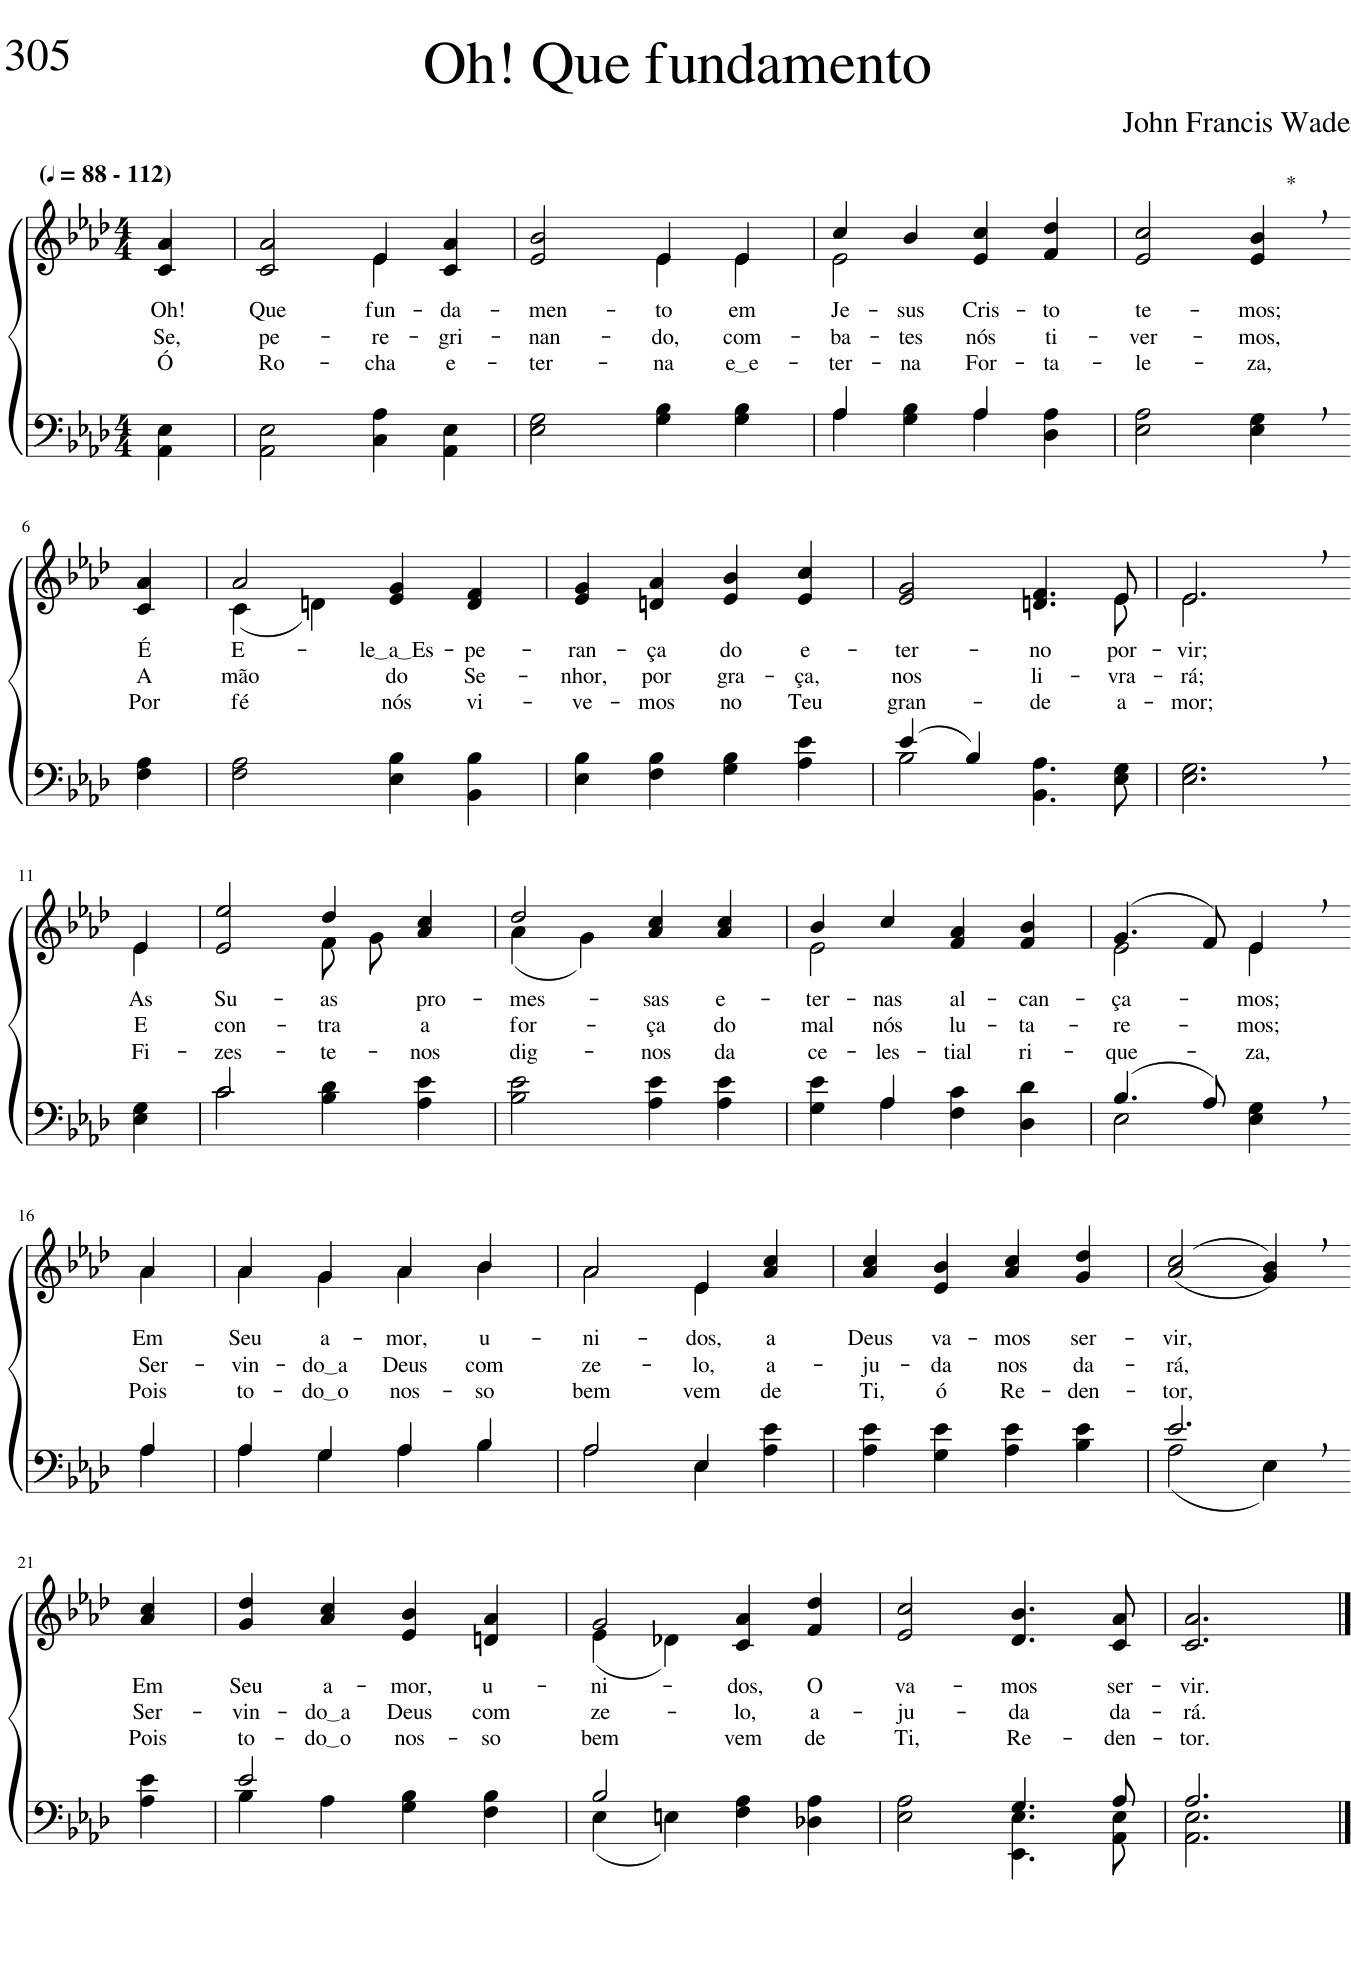 305
Oh! Que fundamento
John Francis Wade
(♩ = 88 - 112)
*
Oh! Que fun - da - men - to em Je - sus Cris - to te - mos;
Se, pe - re - gri - nan - do, com - ba - tes nós ti - ver - mos,
Ó Ro - cha e - ter - na e‿e - ter - na For - ta - le - za,
6
É E - le‿a‿Es - pe - ran - ça do e - ter - no por - vir;
A mão do Se - nhor, por gra - ça, nos li - vra - rá;
Por fé nós vi - ve - mos no Teu gran - de a - mor;
11
As Su - as pro - mes - sas e - ter - nas al - can - ça - mos;
E con - tra a for - ça do mal nós lu - ta - re - mos;
Fi - zes - te - nos dig - nos da ce - les - tial ri - que - za,
16
Em Seu a - mor, u - ni - dos, a Deus va - mos ser - vir,
Ser - vin - do‿a Deus com ze - lo, a - ju - da nos da - rá,
Pois to - do‿o nos - so bem vem de Ti, ó Re - den - tor,
21
Em Seu a - mor, u - ni - dos, O va - mos ser - vir.
Ser - vin - do‿a Deus com ze - lo, a - ju - da da - rá.
Pois to - do‿o nos - so bem vem de Ti, Re - den - tor.